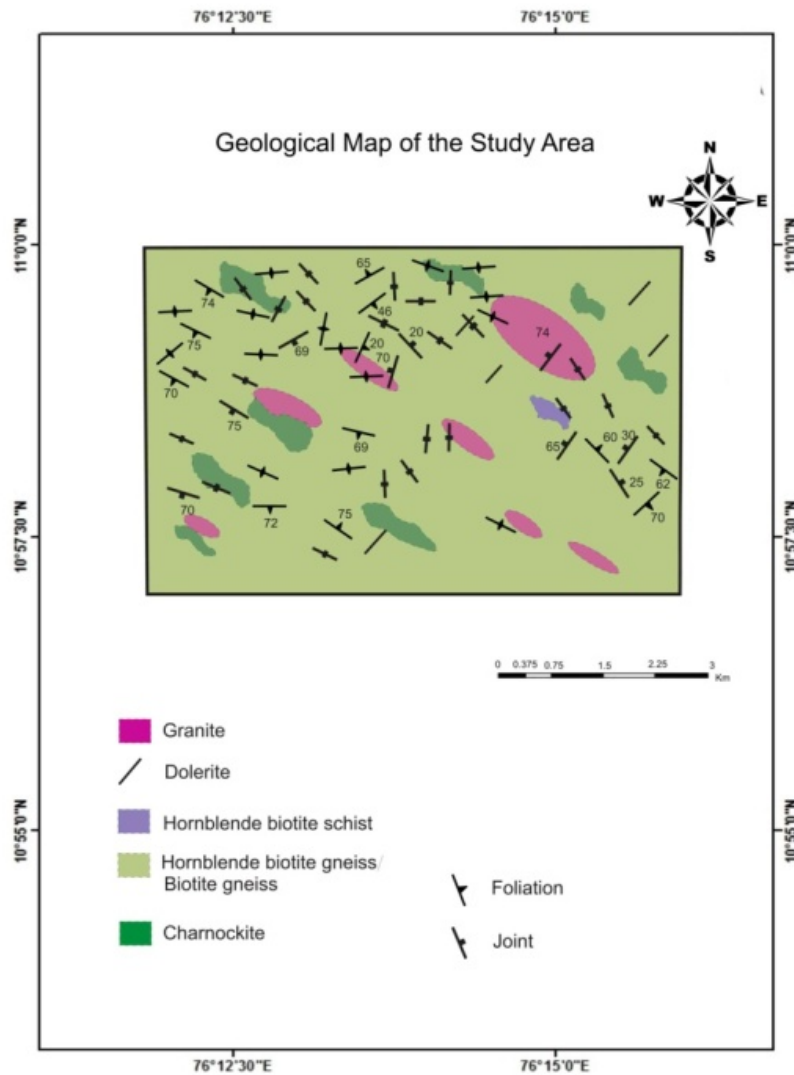 76°12'30"E 76°15'0"E
Geological Map of the Study Area
N
W E
S
11°0'0"N 11°0'0"N
65
74
46
75 69 20 20 74
70
70
75
69 65 60 30
62
25
70 72 75 70
10°57'30"N 10°57'30"N
0 0.375 0.75 1.5 2.25 3
Km
Granite
Dolerite
10°55'0"N 10°55'0"N
Hornblende biotite schist
Hornblende biotite gneiss/
Biotite gneiss
Foliation
Charnockite
Joint
76°12'30"E 76°15'0"E